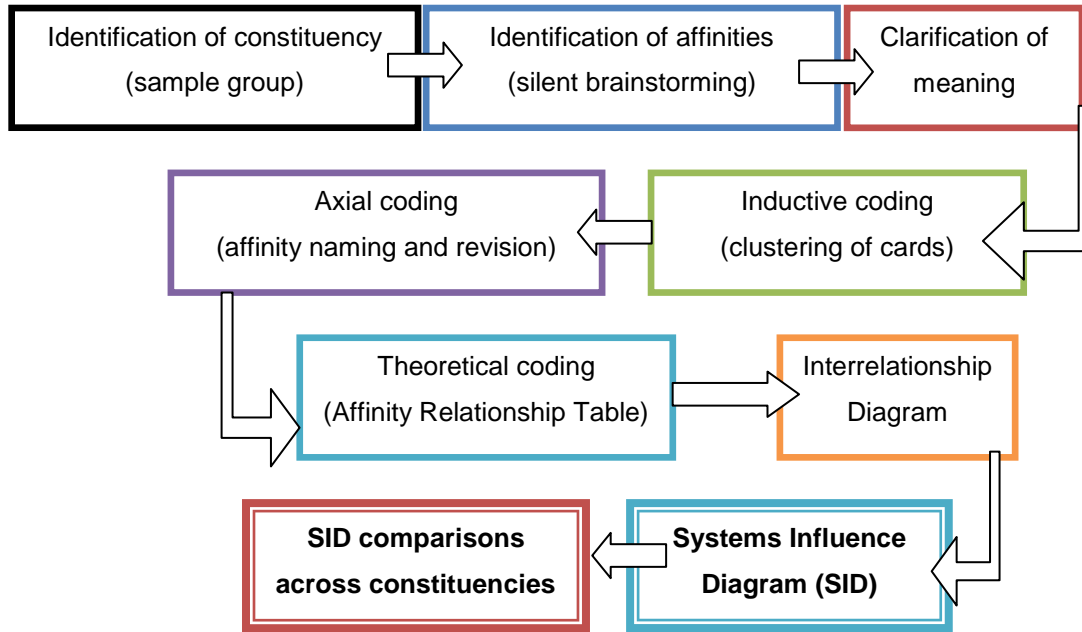 Identification of constituency
(sample group)
Identification of affinities
(silent brainstorming)
Clarification of
meaning
Axial coding
(affinity naming and revision)
Inductive coding
(clustering of cards)
Theoretical coding
(Affinity Relationship Table)
Interrelationship
Diagram
SID comparisons
across constituencies
Systems Influence
Diagram (SID)